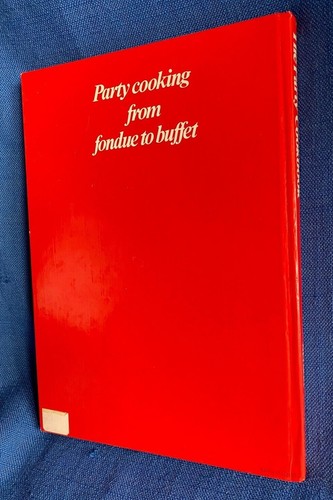 Party cooking
from
fondue to buffet